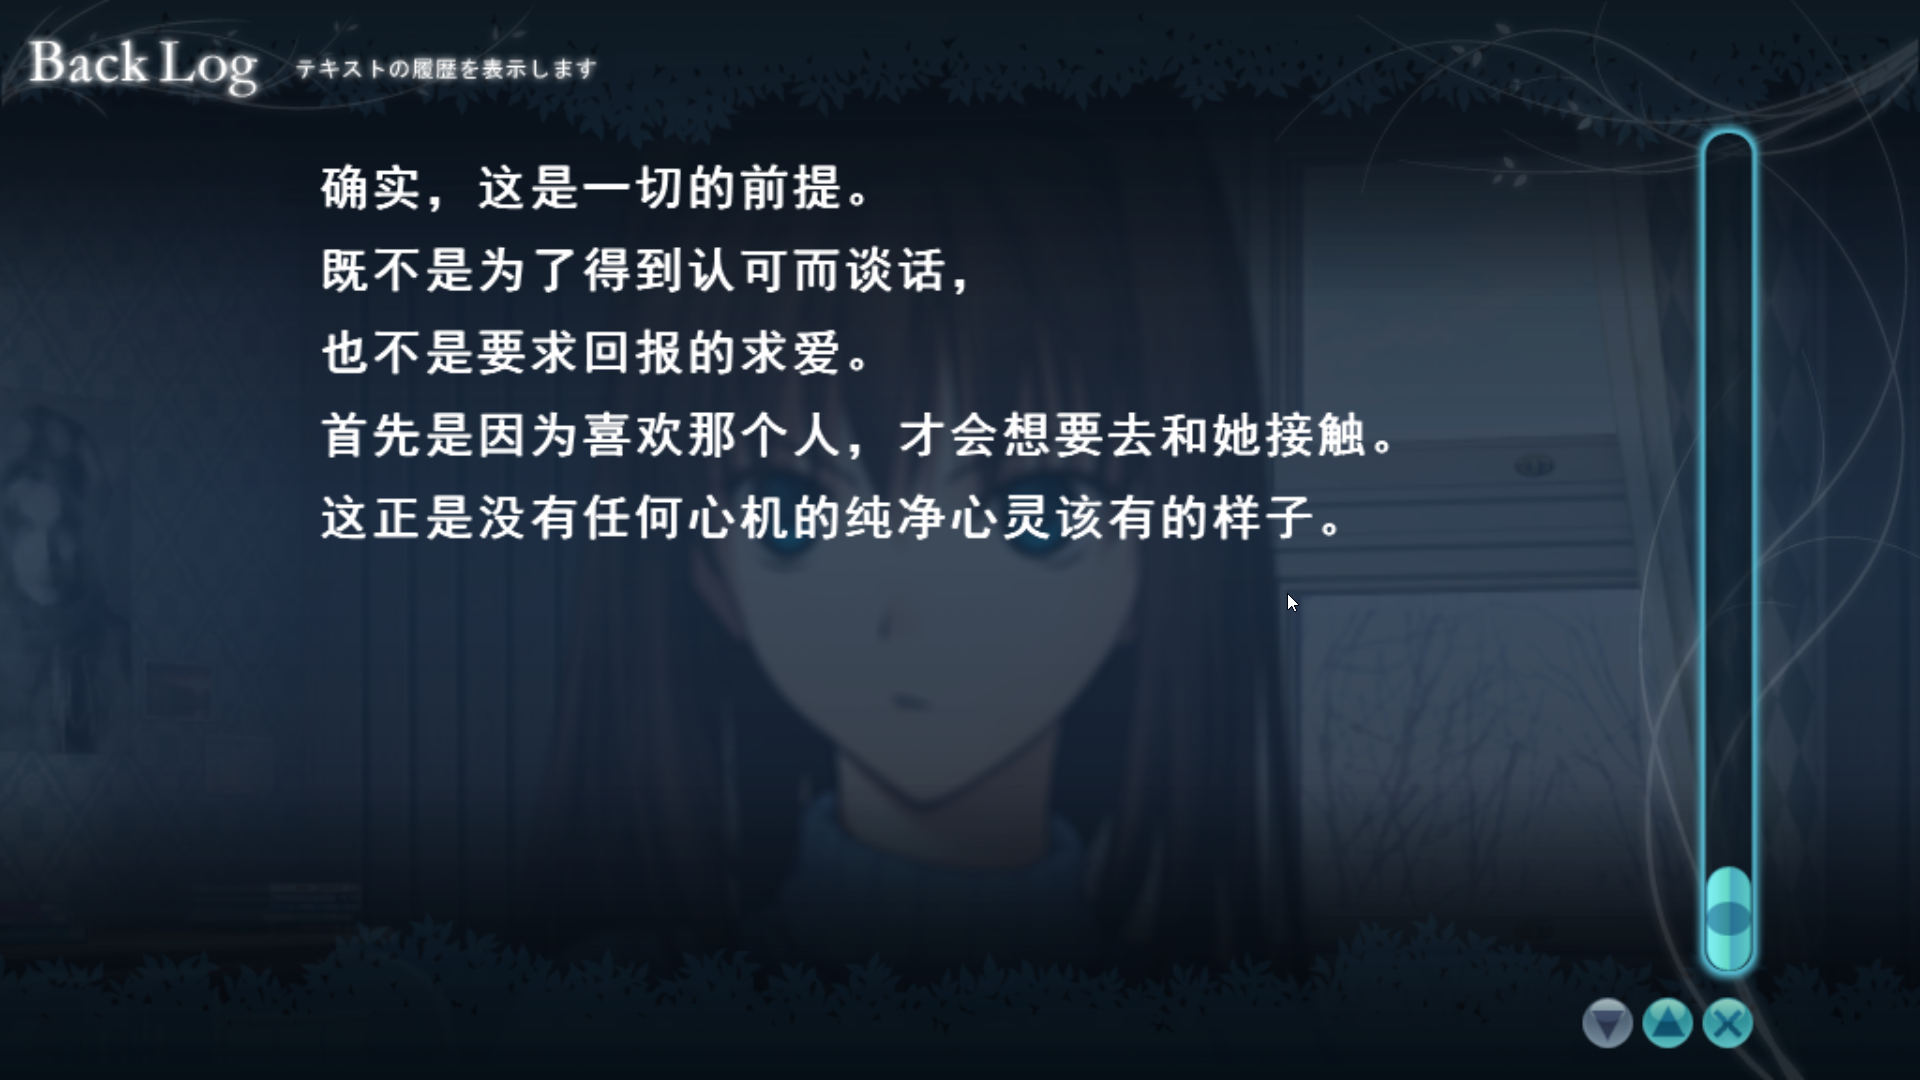 Back Log テキストの履歴を表示します
确实，这是一切的前提。
既不是为了得到认可而谈话，
也不是要求回报的求爱。
首先是因为喜欢那个人，才会想要去和她接触。
这正是没有任何心机的纯净心灵该有的样子。